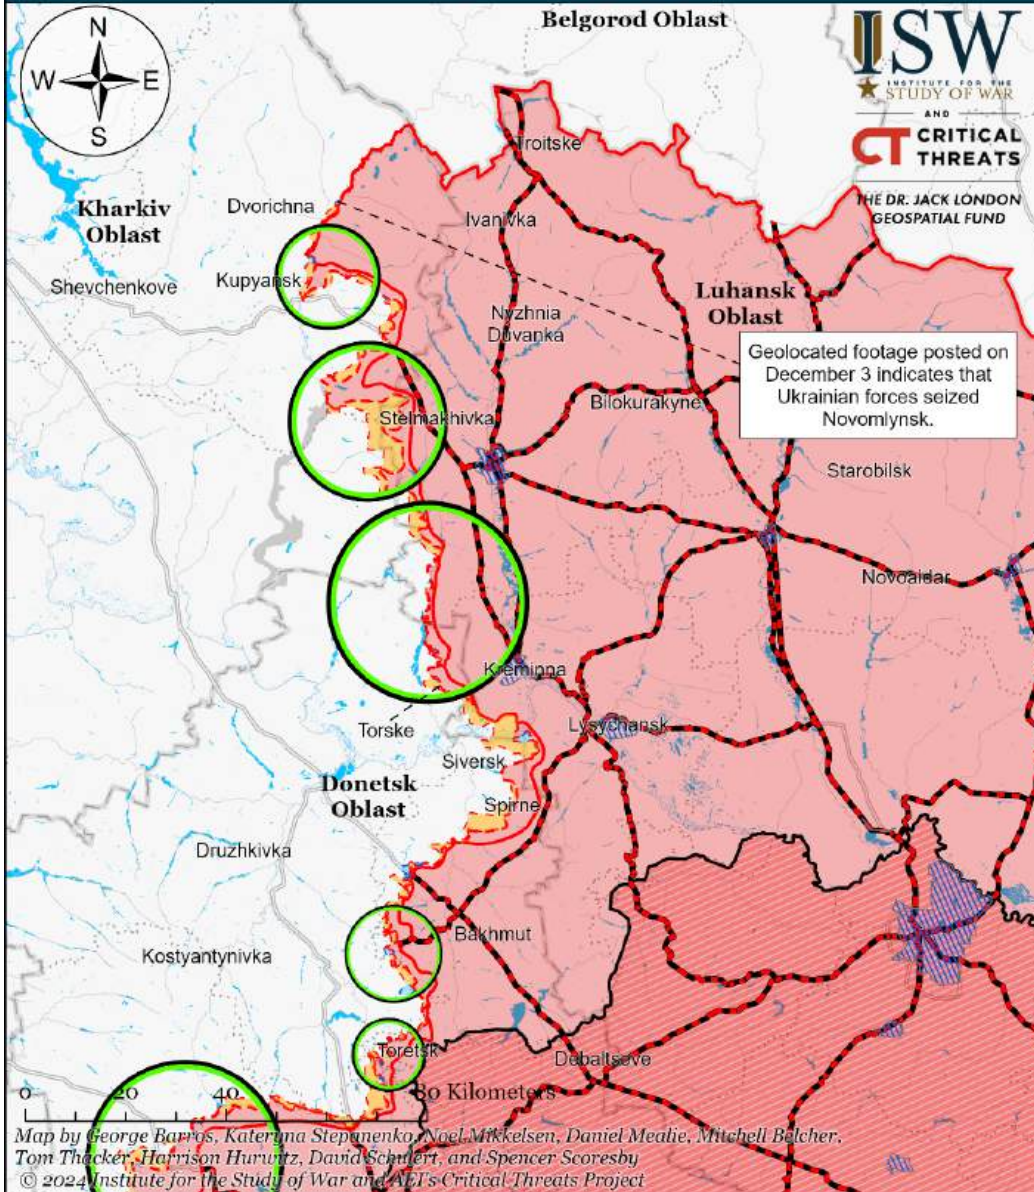 Belgorod Oblast
N
W
E
S
ISW
INSTITUTE FOR THE
STUDY OF WAR
AND
CT CRITICAL
THREATS
THE DR. JACK LONDON
GEOSPATIAL FUND
Troitske
Kharkiv
Oblast
Dvorichna
Ivanivka
Shevchenkove
Kupyansk
Luhansk
Oblast
Nyzhnia
Duvanka
Geolocated footage posted on
December 3 indicates that
Ukrainian forces seized
Novomlynsk.
Bilokurakyne
Stelmakhivka
Starobilsk
Novoaidar
Kreminna
Torske
Lysychansk
Siversk
Donetsk
Oblast
Spirne
Druzhkivka
Bakhmut
Kostyantynivka
Toretsk
Debaltseve
0
20
40
80 Kilometers
Map by George Barros, Kateryna Stepanenko, Noel Mikkelsen, Daniel Mealie, Mitchell Belcher,
Tom Thacker, Harrison Hurwitz, David Schulert, and Spencer Scoresby
© 2024 Institute for the Study of War and AEI's Critical Threats Project